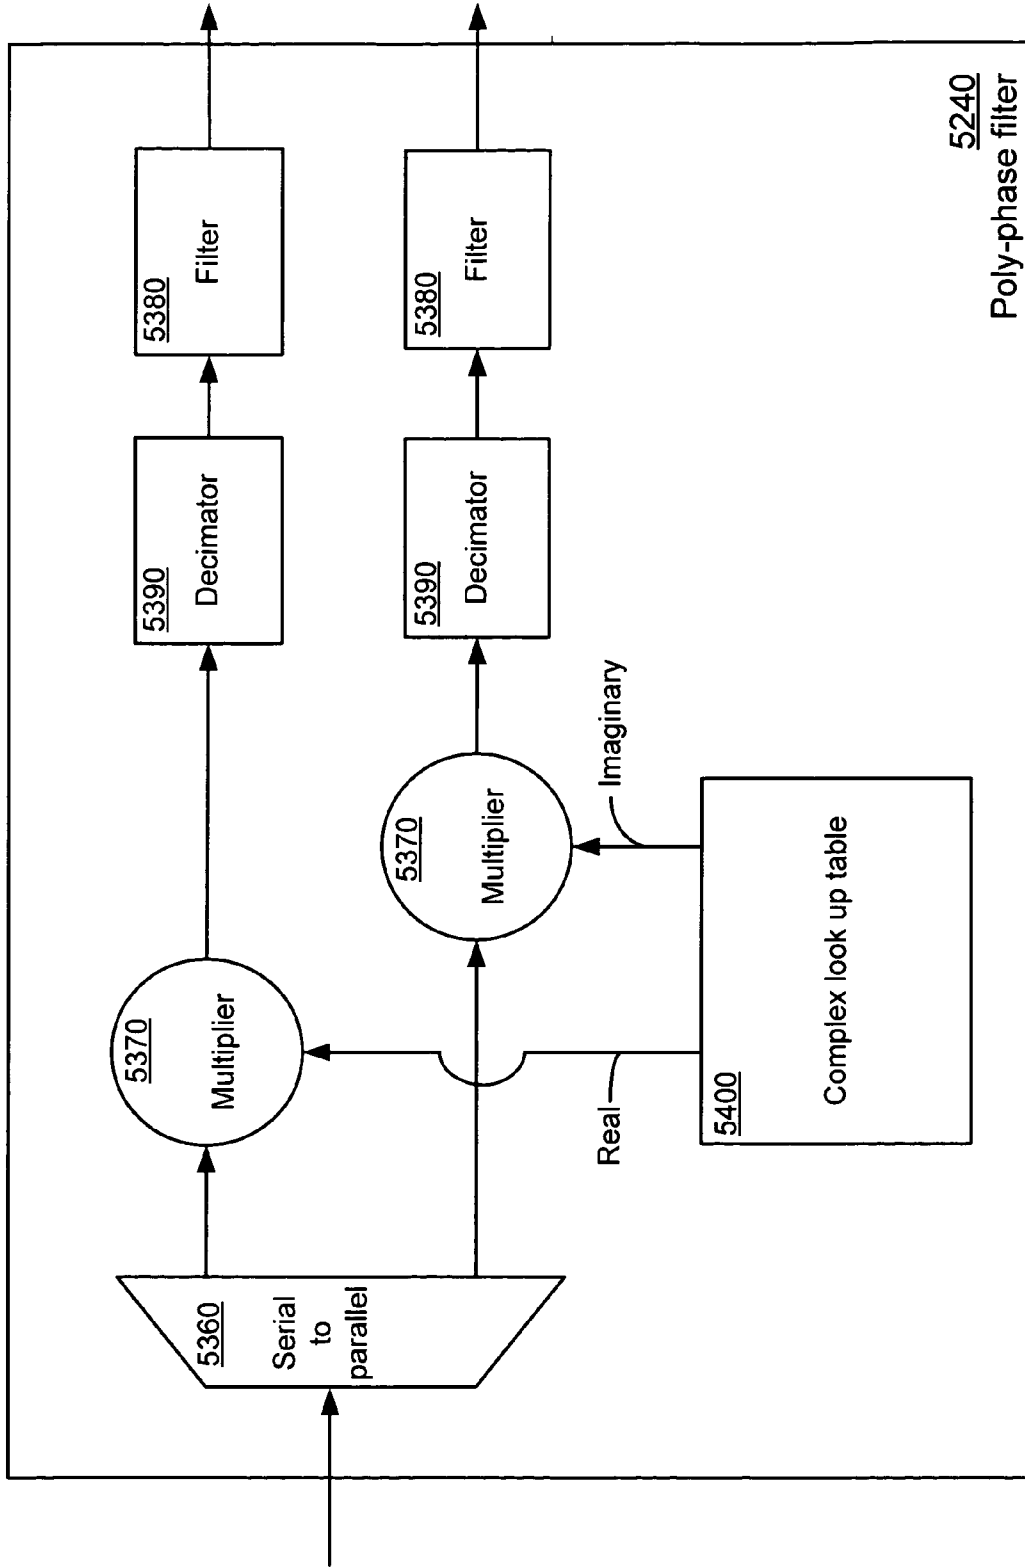 5360
Serial
to
parallel
5370
Multiplier
5390
Decimator
5380
Filter
5370
Multiplier
5390
Decimator
5380
Filter
Real
Imaginary
5400
Complex look up table
5240
Poly-phase filter